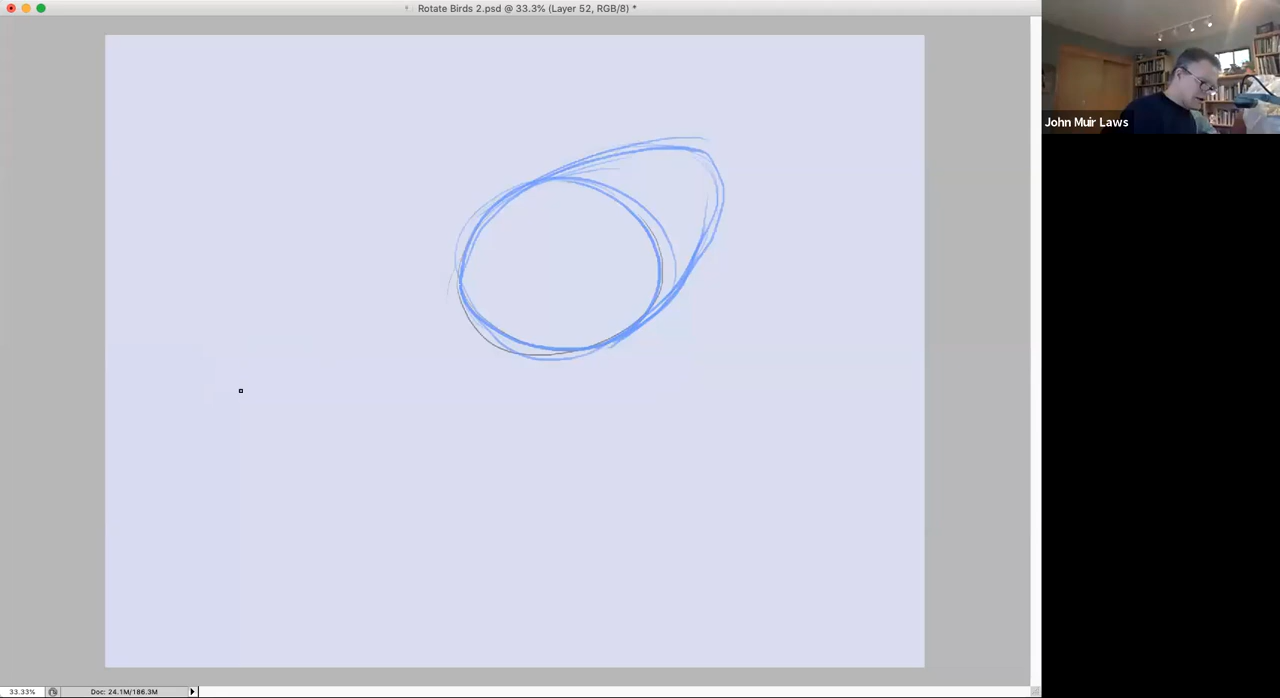 Rotate Birds 2.psd @ 33.3% (Layer 52, RGB/8) *
John Muir Laws
33.33%
Doc: 24.1M/186.3M